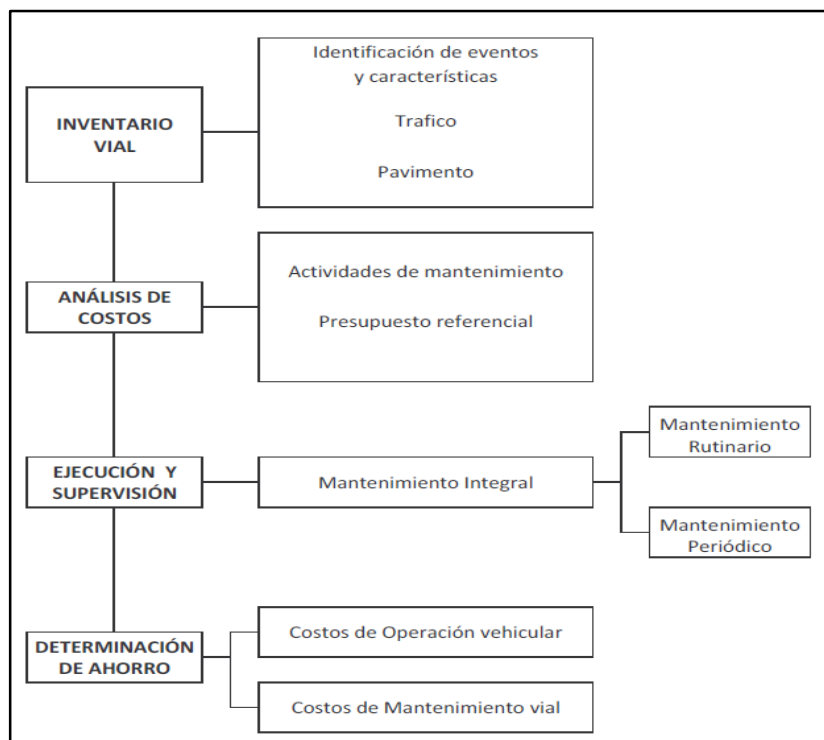 Identificación de eventos
y características
INVENTARIO
VIAL
Trafico
Pavimento
ANÁLISIS DE
COSTOS
Actividades de mantenimiento
Presupuesto referencial
EJECUCIÓN Y
SUPERVISIÓN
Mantenimiento Integral
Mantenimiento
Rutinario
Mantenimiento
Periódico
DETERMINACIÓN
DE AHORRO
Costos de Operación vehicular
Costos de Mantenimiento vial